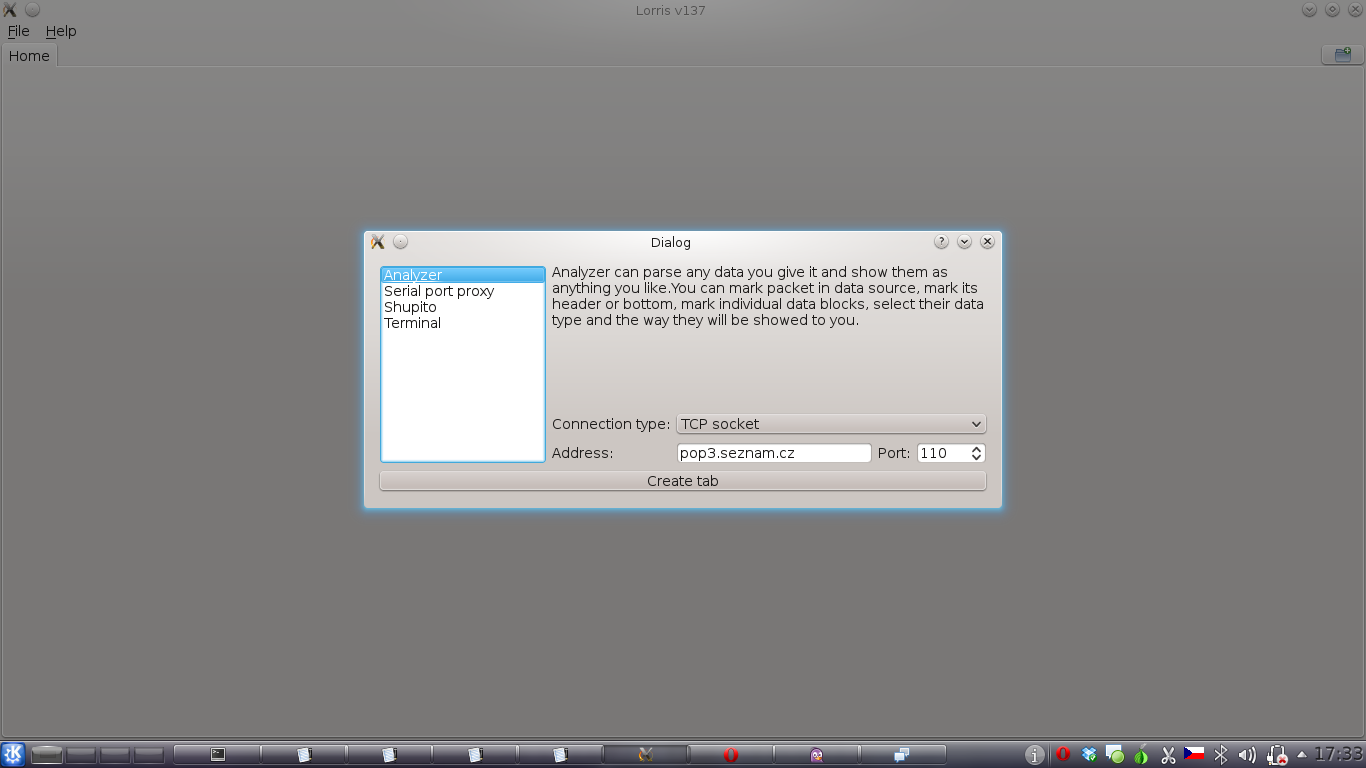 Lorris v137
File Help
Home
Dialog
Analyzer
Serial port proxy
Shupito
Terminal
Analyzer can parse any data you give it and show them as
anything you like.You can mark packet in data source, mark its
header or bottom, mark individual data blocks, select their data
type and the way they will be showed to you.
Connection type: TCP socket
Address: pop3.seznam.cz Port: 110
Create tab
17:33